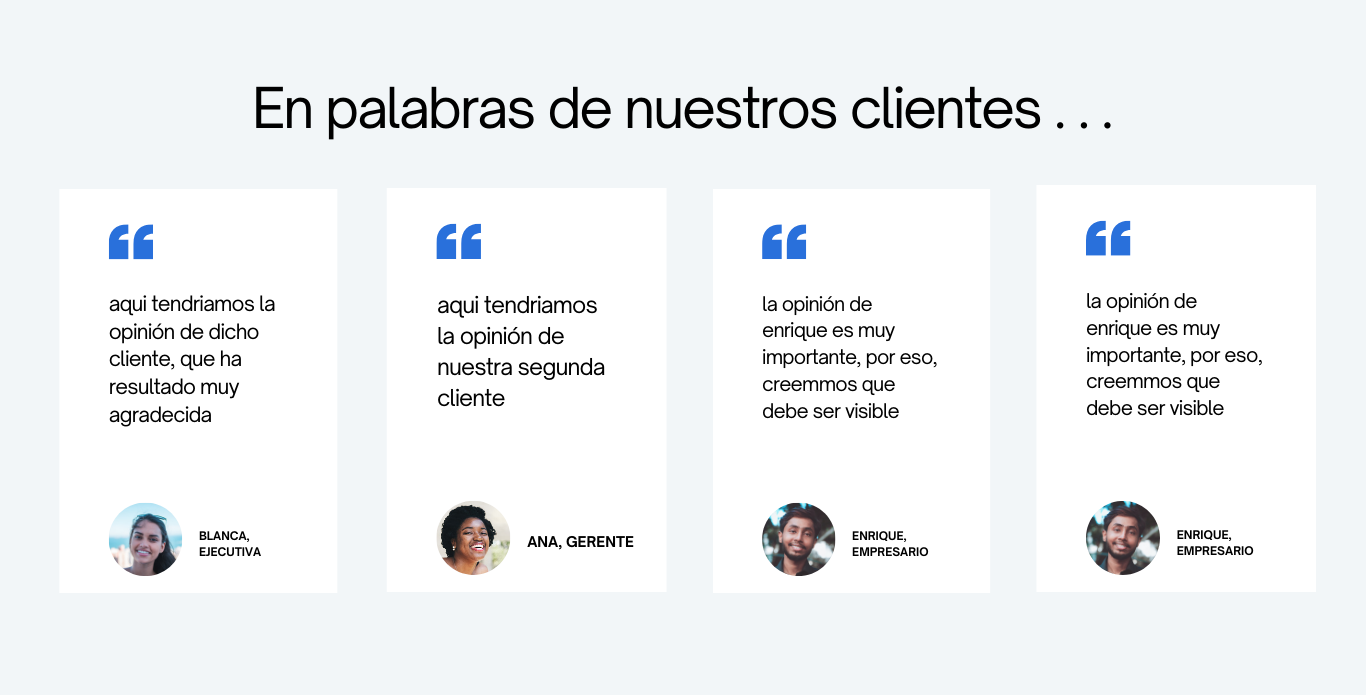 En palabras de nuestros clientes . . .
aqui tendriamos la
opinión de dicho
cliente, que ha
resultado muy
agradecida
BLANCA,
EJECUTIVA
aqui tendriamos
la opinión de
nuestra segunda
cliente
ANA, GERENTE
la opinión de
enrique es muy
importante, por eso,
creemmos que
debe ser visible
ENRIQUE,
EMPRESARIO
la opinión de
enrique es muy
importante, por eso,
creemmos que
debe ser visible
ENRIQUE,
EMPRESARIO